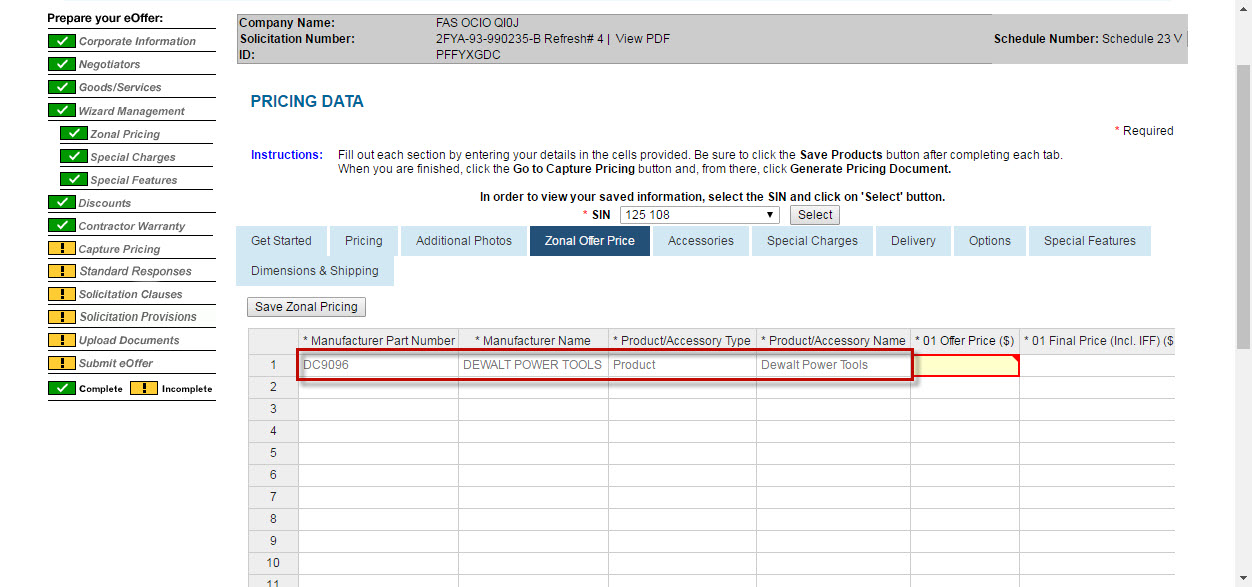 Prepare your eOffer:
Corporate Information
Negotiators
Goods/Services
Wizard Management
Zonal Pricing
Special Charges
Special Features
Discounts
Contractor Warranty
Capture Pricing
Standard Responses
Solicitation Clauses
Solicitation Provisions
Upload Documents
Submit eOffer
Complete Incomplete
Company Name: FAS OCIO QI0J
Solicitation Number: 2FYA-93-990235-B Refresh# 4 | View PDF Schedule Number: Schedule 23 V
ID: PFFYXGDC
PRICING DATA
* Required
Instructions: Fill out each section by entering your details in the cells provided. Be sure to click the Save Products button after completing each tab.
When you are finished, click the Go to Capture Pricing button and, from there, click Generate Pricing Document.
In order to view your saved information, select the SIN and click on 'Select' button.
* SIN 125 108 Select
Get Started Pricing Additional Photos Zonal Offer Price Accessories Special Charges Delivery Options Special Features
Dimensions & Shipping
Save Zonal Pricing
* Manufacturer Part Number * Manufacturer Name * Product/Accessory Type * Product/Accessory Name * 01 Offer Price ($) * 01 Final Price (Incl. IFF) ($
1 DC9096 DEWALT POWER TOOLS Product Dewalt Power Tools
2
3
4
5
6
7
8
9
10
11